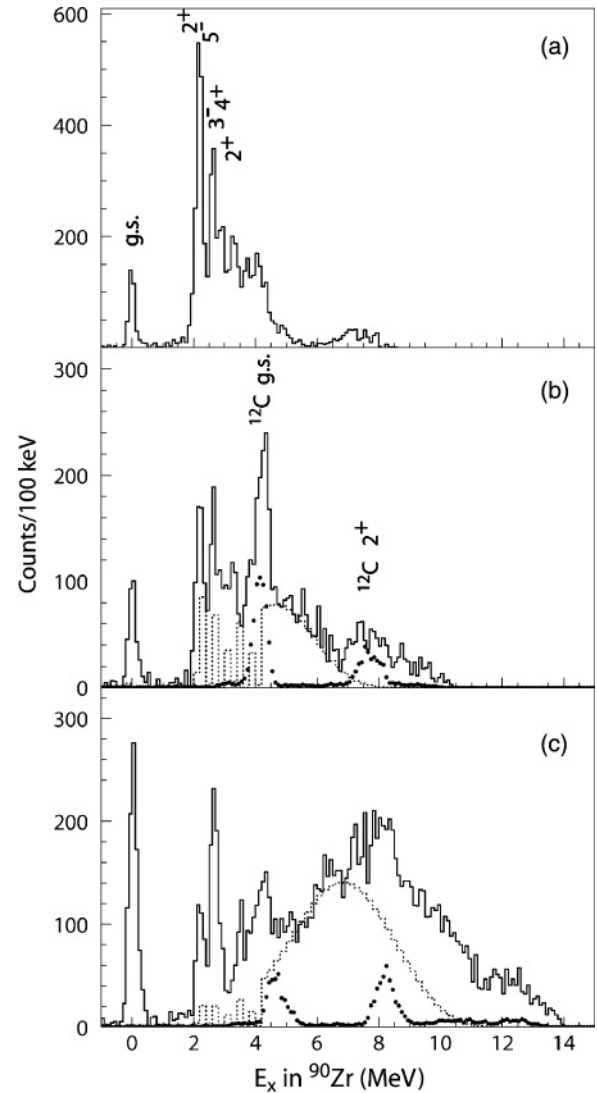 600
400
200
(a)
g.s.
2⁺
5⁻
3⁻4⁺
2⁺
300
200
100
0
(b)
¹²C g.s.
¹²C 2⁺
Counts/100 keV
300
200
100
0
(c)
0 2 4 6 8 10 12 14
Eₓ in ⁹⁰Zr (MeV)